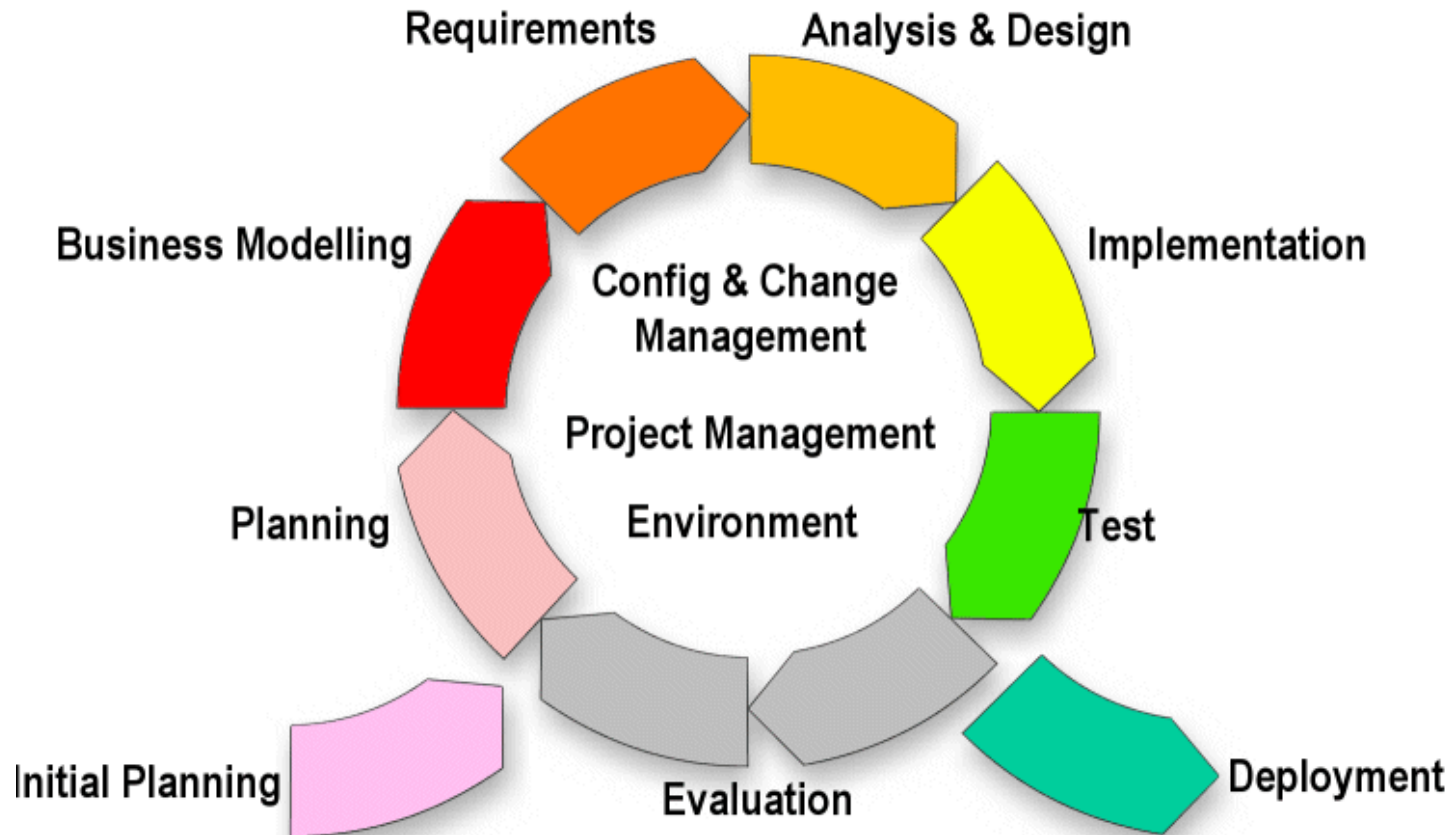 Requirements
Analysis & Design
Business Modelling
Implementation
Config & Change
Management
Project Management
Planning
Environment
Test
Initial Planning
Evaluation
Deployment